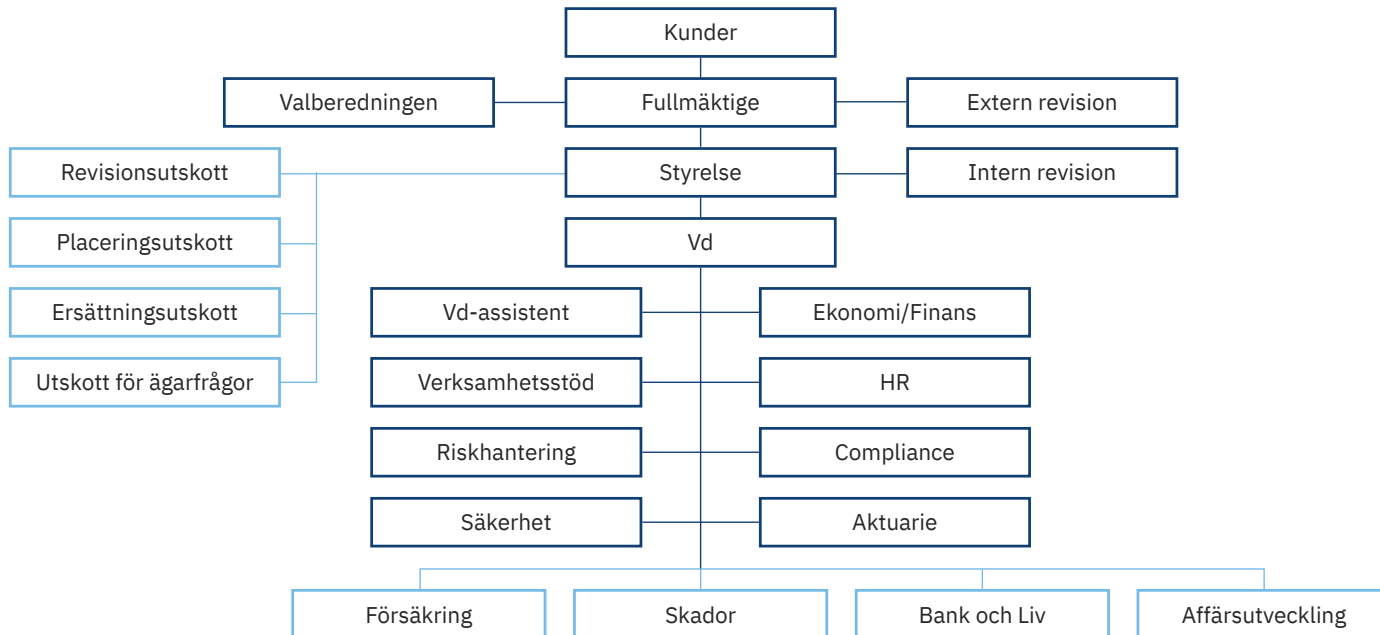 Kunder
Valberedningen
Fullmäktige
Extern revision
Revisionsutskott
Styrelse
Intern revision
Placeringsutskott
Vd
Ersättningsutskott
Vd-assistent
Ekonomi/Finans
Utskott för ägarfrågor
Verksamhetsstöd
HR
Riskhantering
Compliance
Säkerhet
Aktuarie
Försäkring
Skador
Bank och Liv
Affärsutveckling